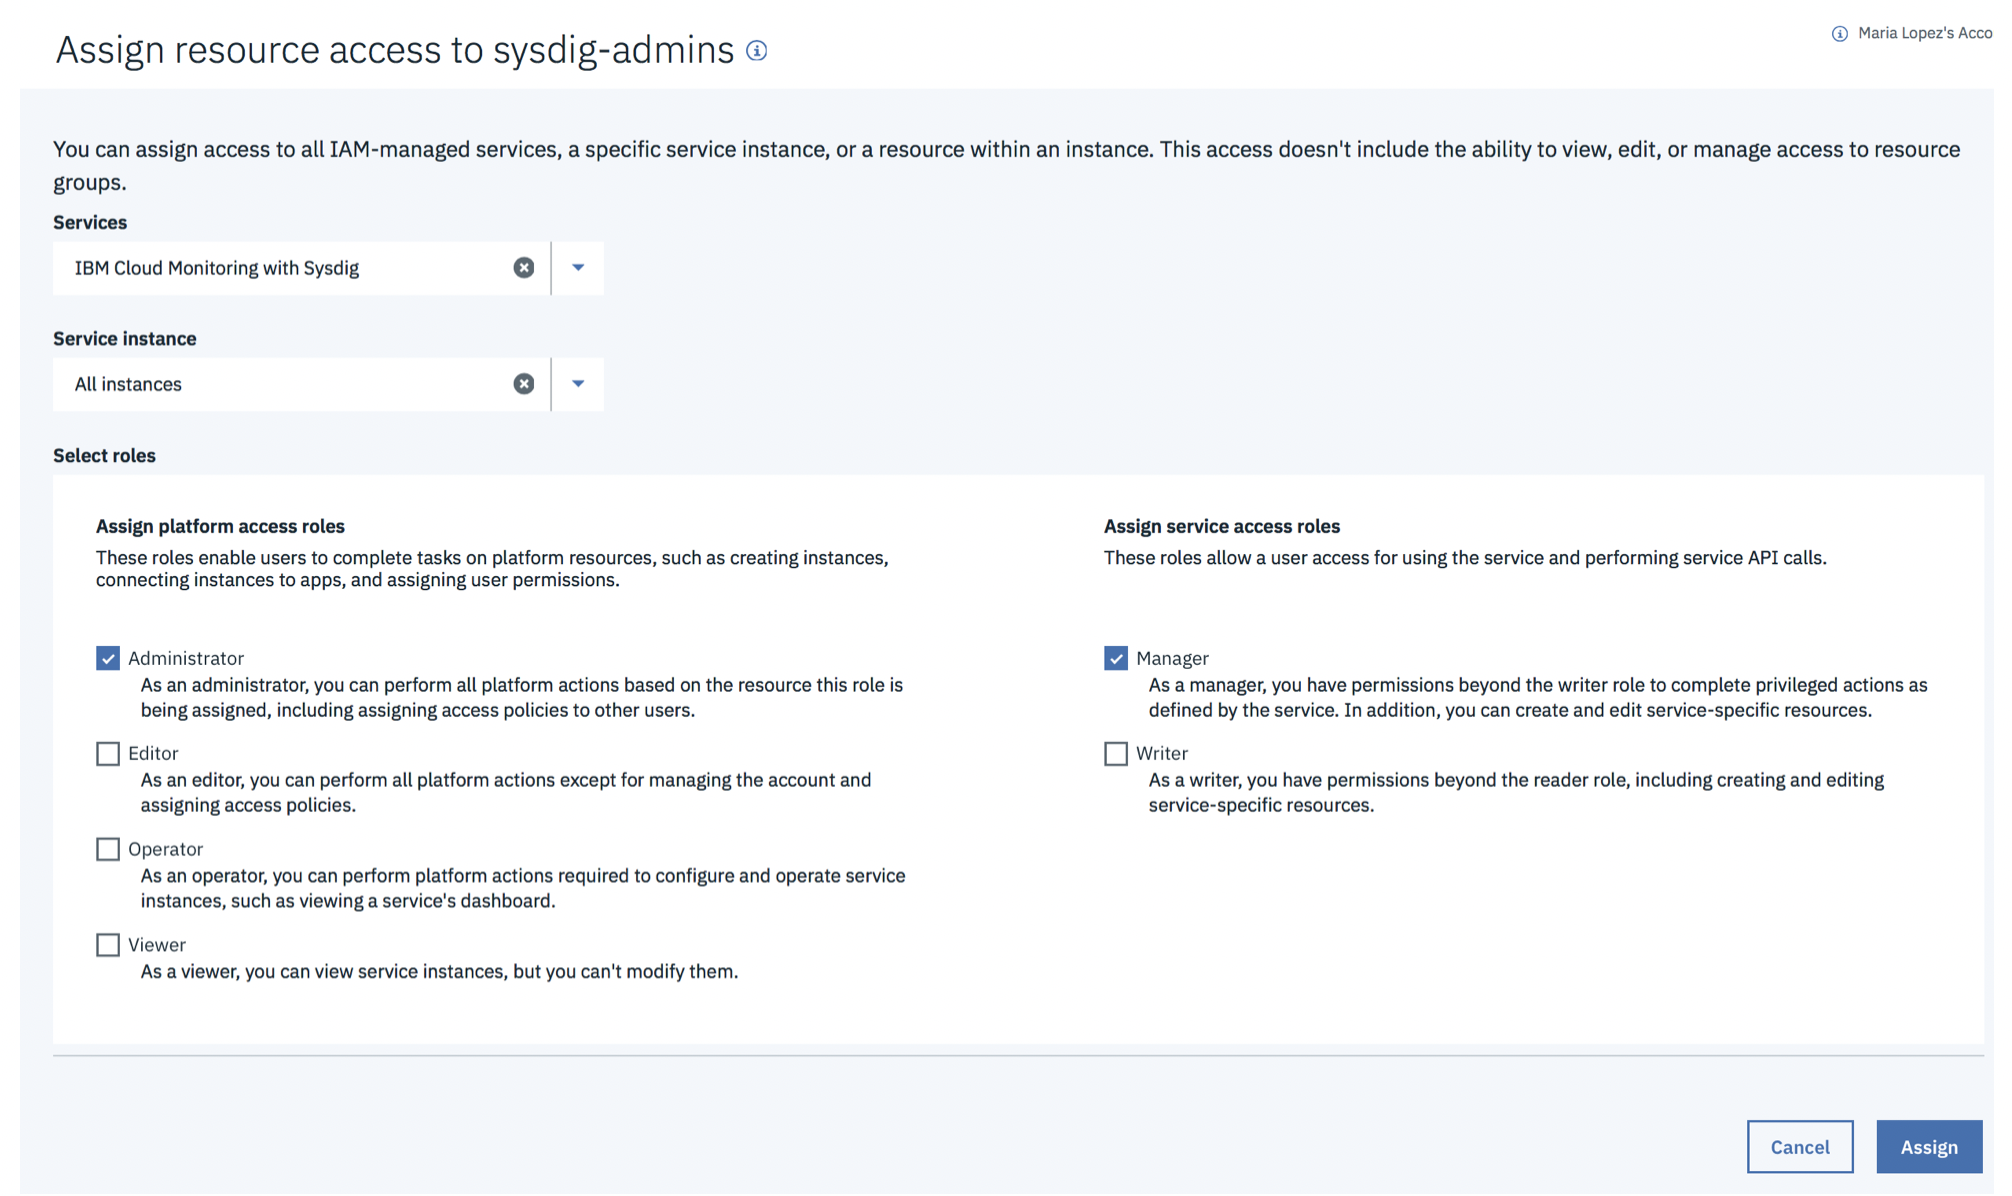 Assign resource access to sysdig-admins
Maria Lopez's Acco
You can assign access to all IAM-managed services, a specific service instance, or a resource within an instance. This access doesn't include the ability to view, edit, or manage access to resource
groups.
Services
IBM Cloud Monitoring with Sysdig
Service instance
All instances
Select roles
Assign platform access roles
These roles enable users to complete tasks on platform resources, such as creating instances,
connecting instances to apps, and assigning user permissions.
Administrator
As an administrator, you can perform all platform actions based on the resource this role is
being assigned, including assigning access policies to other users.
Editor
As an editor, you can perform all platform actions except for managing the account and
assigning access policies.
Operator
As an operator, you can perform platform actions required to configure and operate service
instances, such as viewing a service's dashboard.
Viewer
As a viewer, you can view service instances, but you can't modify them.
Assign service access roles
These roles allow a user access for using the service and performing service API calls.
Manager
As a manager, you have permissions beyond the writer role to complete privileged actions as
defined by the service. In addition, you can create and edit service-specific resources.
Writer
As a writer, you have permissions beyond the reader role, including creating and editing
service-specific resources.
Cancel
Assign